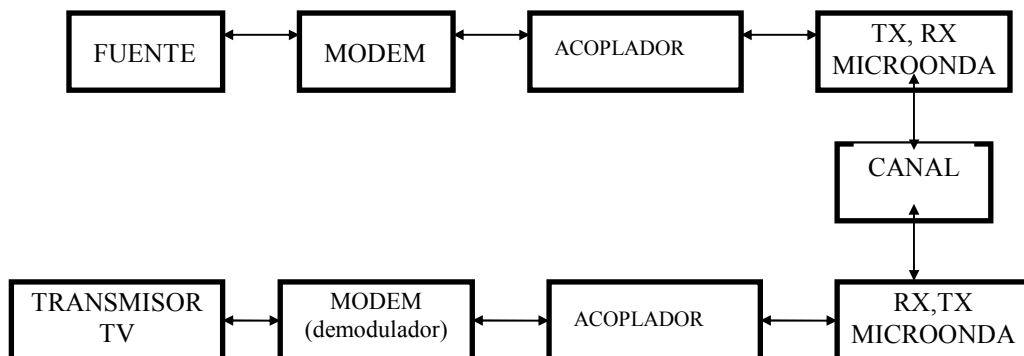 FUENTE
MODEM
ACOPLADOR
TX, RX
MICROONDA
CANAL
TRANSMISOR
TV
MODEM
(demodulador)
ACOPLADOR
RX,TX
MICROONDA